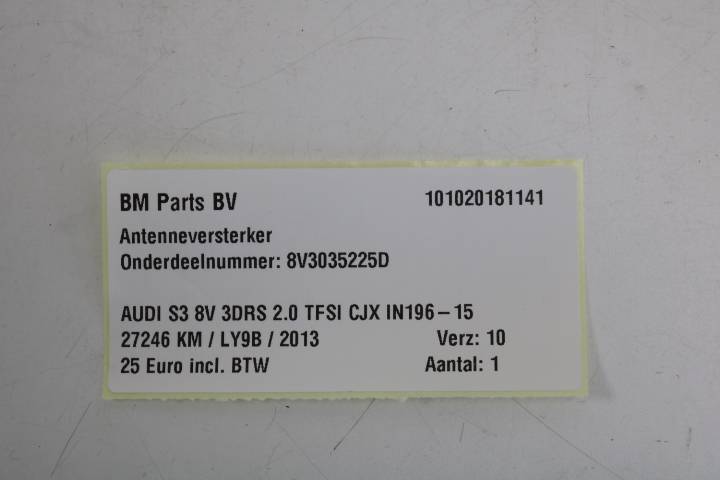 BM Parts BV 101020181141
Antenneversterker
Onderdeelnummer: 8V3035225D
AUDI S3 8V 3DRS 2.0 TFSI CJX IN196-15
27246 KM / LY9B / 2013 Verz: 10
25 Euro incl. BTW Aantal: 1